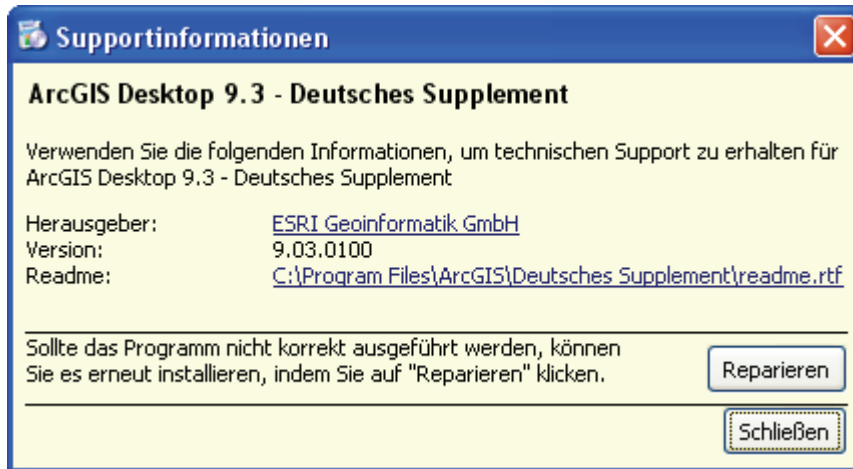 Supportinformationen
ArcGIS Desktop 9.3 - Deutsches Supplement
Verwenden Sie die folgenden Informationen, um technischen Support zu erhalten für
ArcGIS Desktop 9.3 - Deutsches Supplement
Herausgeber: ESRI Geoinformatik GmbH
Version: 9.03.0100
Readme: C:\Program Files\ArcGIS\Deutsches Supplement\readme.rtf
Sollte das Programm nicht korrekt ausgeführt werden, können
Sie es erneut installieren, indem Sie auf "Reparieren" klicken.
Reparieren
Schließen